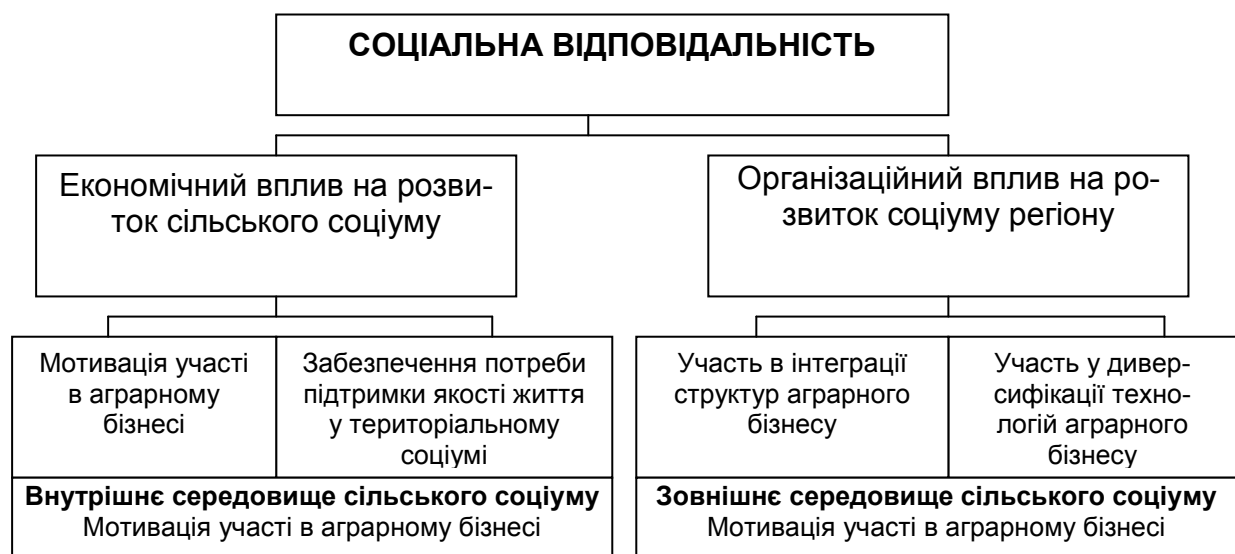 СОЦІАЛЬНА ВІДПОВІДАЛЬНІСТЬ
Економічний вплив на розви-
ток сільського соціуму
Організаційний вплив на ро-
звиток соціуму регіону
Мотивація участі
в аграрному
бізнесі
Забезпечення потреби
підтримки якості життя
у територіальному
соціумі
Участь в інтеграції
структур аграрного
бізнесу
Участь у дивер-
сифікації техно-
логій аграрного
бізнесу
Внутрішнє середовище сільського соціуму
Мотивація участі в аграрному бізнесі
Зовнішнє середовище сільського соціуму
Мотивація участі в аграрному бізнесі